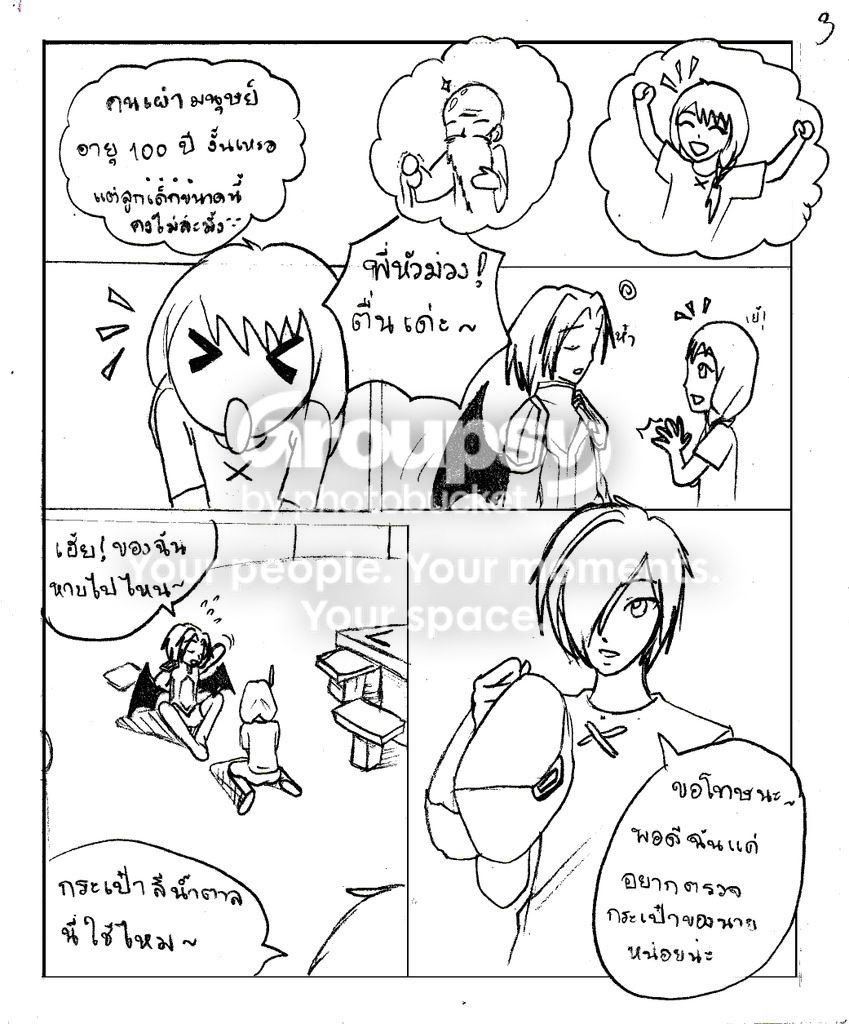 3
คนเผ่ามนุษย์
อายุ 100 ปี งั้นเหรอ
แต่ลูกเด็กขนาดนี้
คงไม่ล่ะมั้ง
พี่หัวม่วง!
ตื่นเด่ะ~
หำ
เย้!
Groupsy
by photobucket
Your people. Your moments.
Your space.
เฮ้ย! ของฉัน
หายไปไหน~
กระเป๋าสีน้ำตาล
นี่ใช่ไหม~
ขอโทษนะ~
พอดีฉันแค่
อยากตรวจ
กระเป๋าของนาย
หน่อยน่ะ